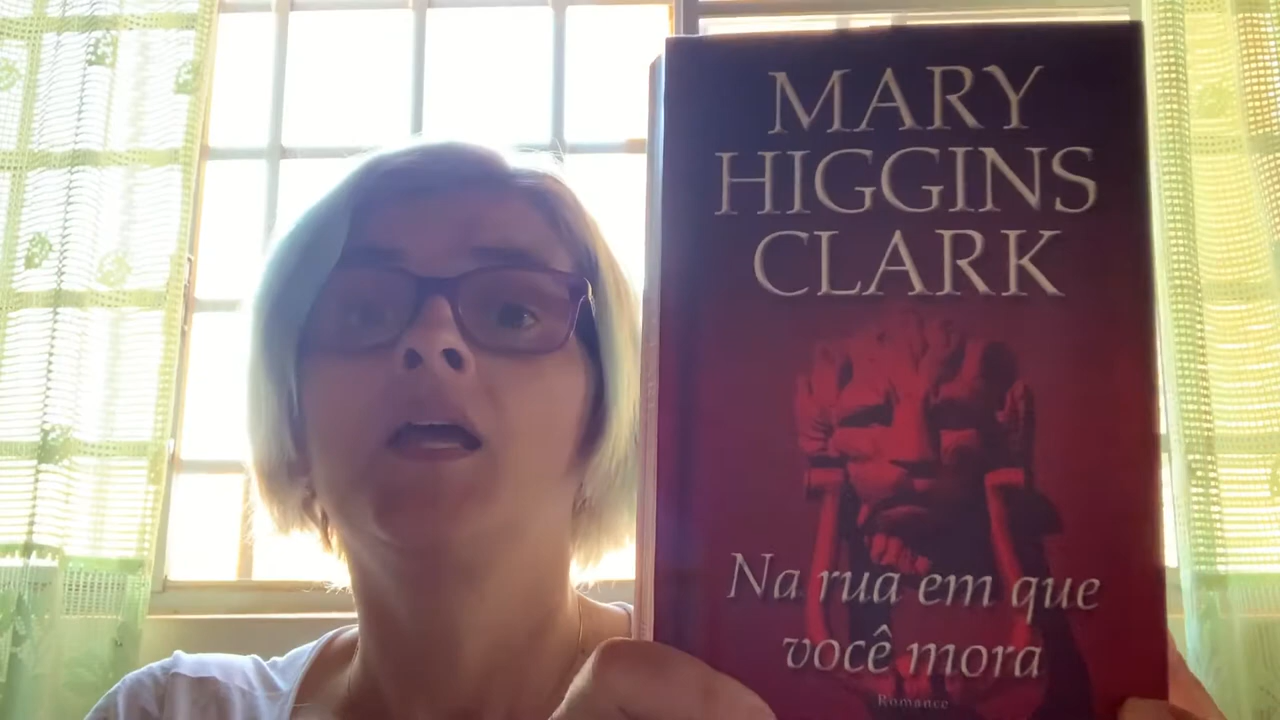 MARY
HIGGINS
CLARK
Na rua em que
você mora
Romance